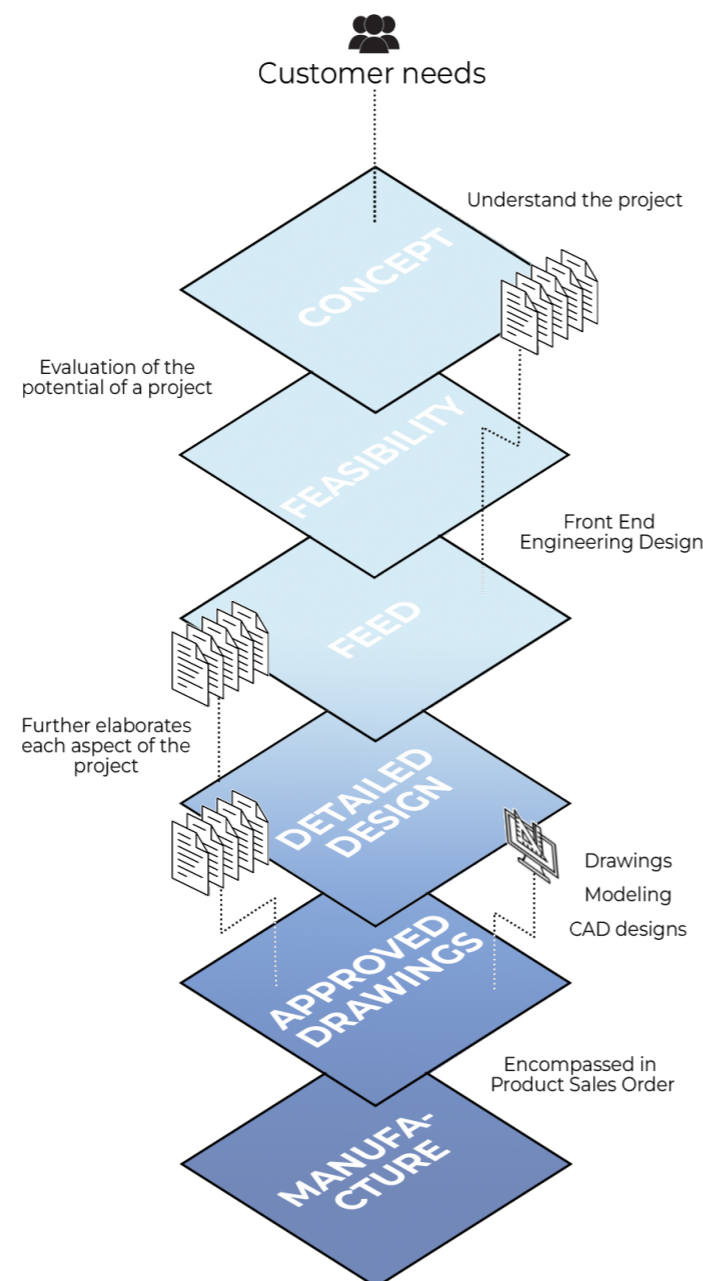 Customer needs
Understand the project
CONCEPT
Evaluation of the
potential of a project
FEASIBILITY
Front End
Engineering Design
FEED
Further elaborates
each aspect of the
project
DETAILED
DESIGN
Drawings
Modeling
CAD designs
APPROVED
DRAWINGS
Encompassed in
Product Sales Order
MANUFA-
CTURE